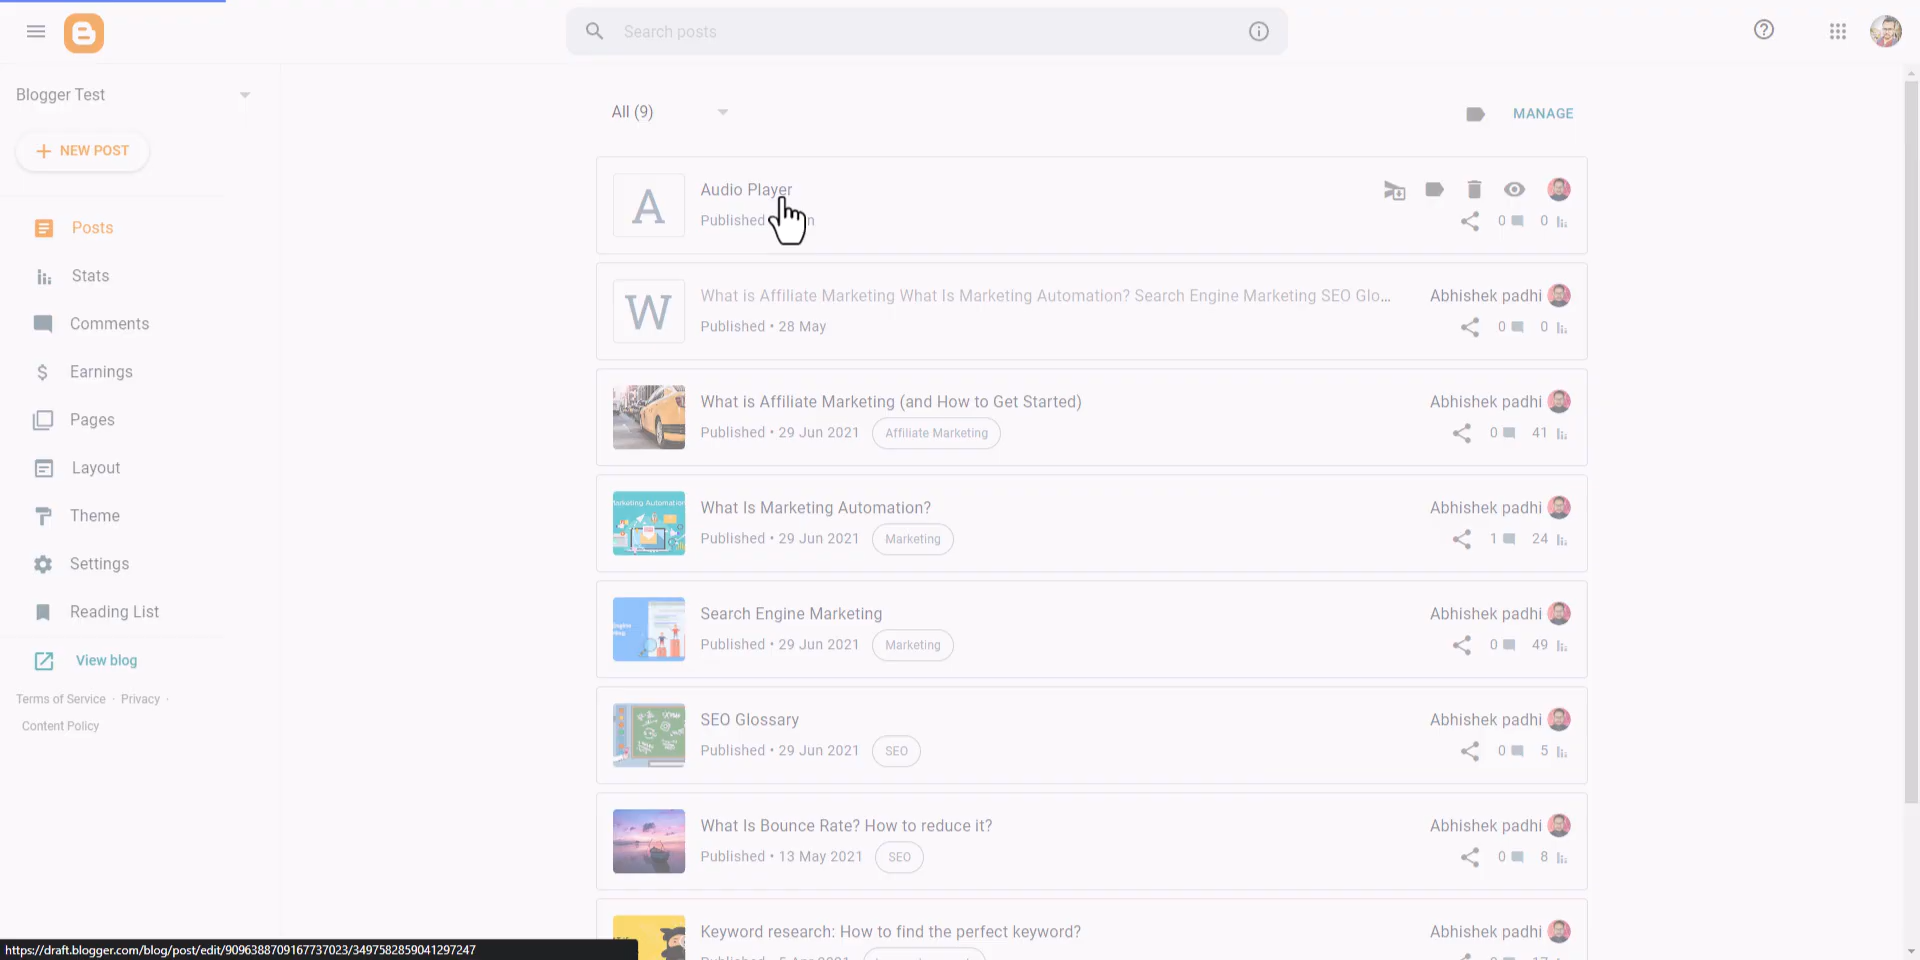 Search posts
Blogger Test
NEW POST
Posts
Stats
Comments
Earnings
Pages
Layout
Theme
Settings
Reading List
View blog
Terms of Service · Privacy ·
Content Policy
All (9)
MANAGE
A
Audio Player
Published
0 0
W
What is Affiliate Marketing What Is Marketing Automation? Search Engine Marketing SEO Glo...
Abhishek padhi
Published • 28 May
0 0
What is Affiliate Marketing (and How to Get Started)
Abhishek padhi
Published • 29 Jun 2021 Affiliate Marketing
0 41
What Is Marketing Automation?
Abhishek padhi
Published • 29 Jun 2021 Marketing
1 24
Search Engine Marketing
Abhishek padhi
Published • 29 Jun 2021 Marketing
0 49
SEO Glossary
Abhishek padhi
Published • 29 Jun 2021 SEO
0 5
What Is Bounce Rate? How to reduce it?
Abhishek padhi
Published • 13 May 2021 SEO
0 8
Keyword research: How to find the perfect keyword?
Abhishek padhi
https://draft.blogger.com/blog/post/edit/9096388709167737023/3497582859041297247